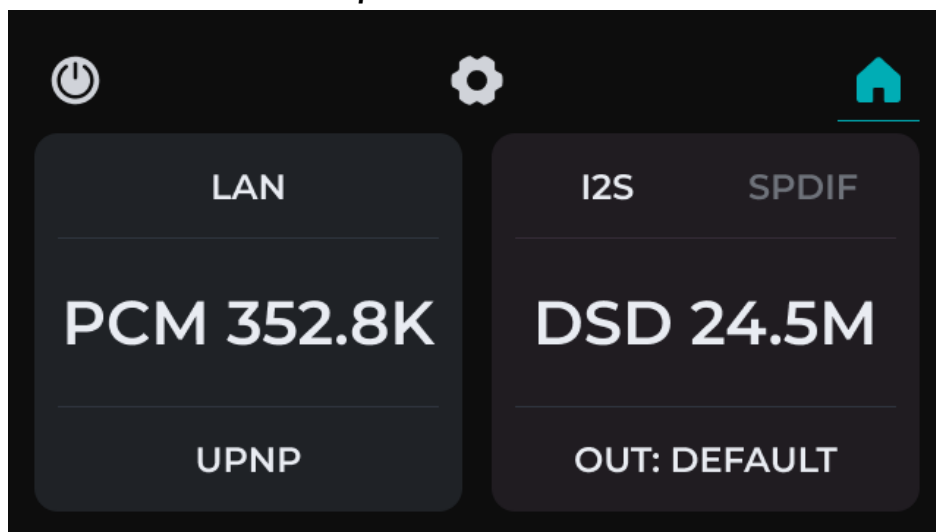 LAN
PCM 352.8K
UPNP
I2S SPDIF
DSD 24.5M
OUT: DEFAULT